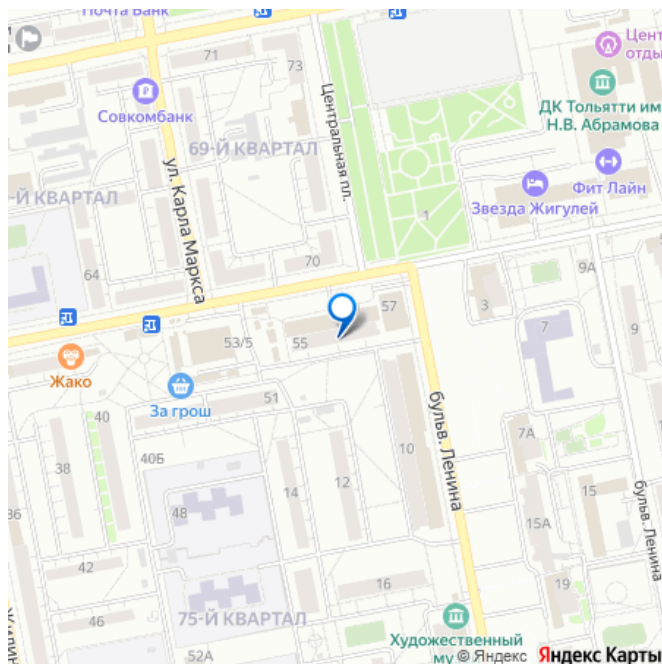 Почта Банк
71
73
Совкомбанк
Центральная пл.
Цент
отды
ДК Тольятти им
Н.В. Абрамова
69-Й КВАРТАЛ
-Й КВАРТАЛ
ул. Карла Маркса
Фит Лайн
1
Звезда Жигулей
64
70
9А
57
3
53/5
55
7
9
Жако
За грош
51
бульв. Ленина
40
10
7А
38
40Б
12
14
15
бульв. Ленина
48
36
15А
42
16
19
46
75-Й КВАРТАЛ
Жилин
52А
Художественный
му
© Яндекс Яндекс Карты